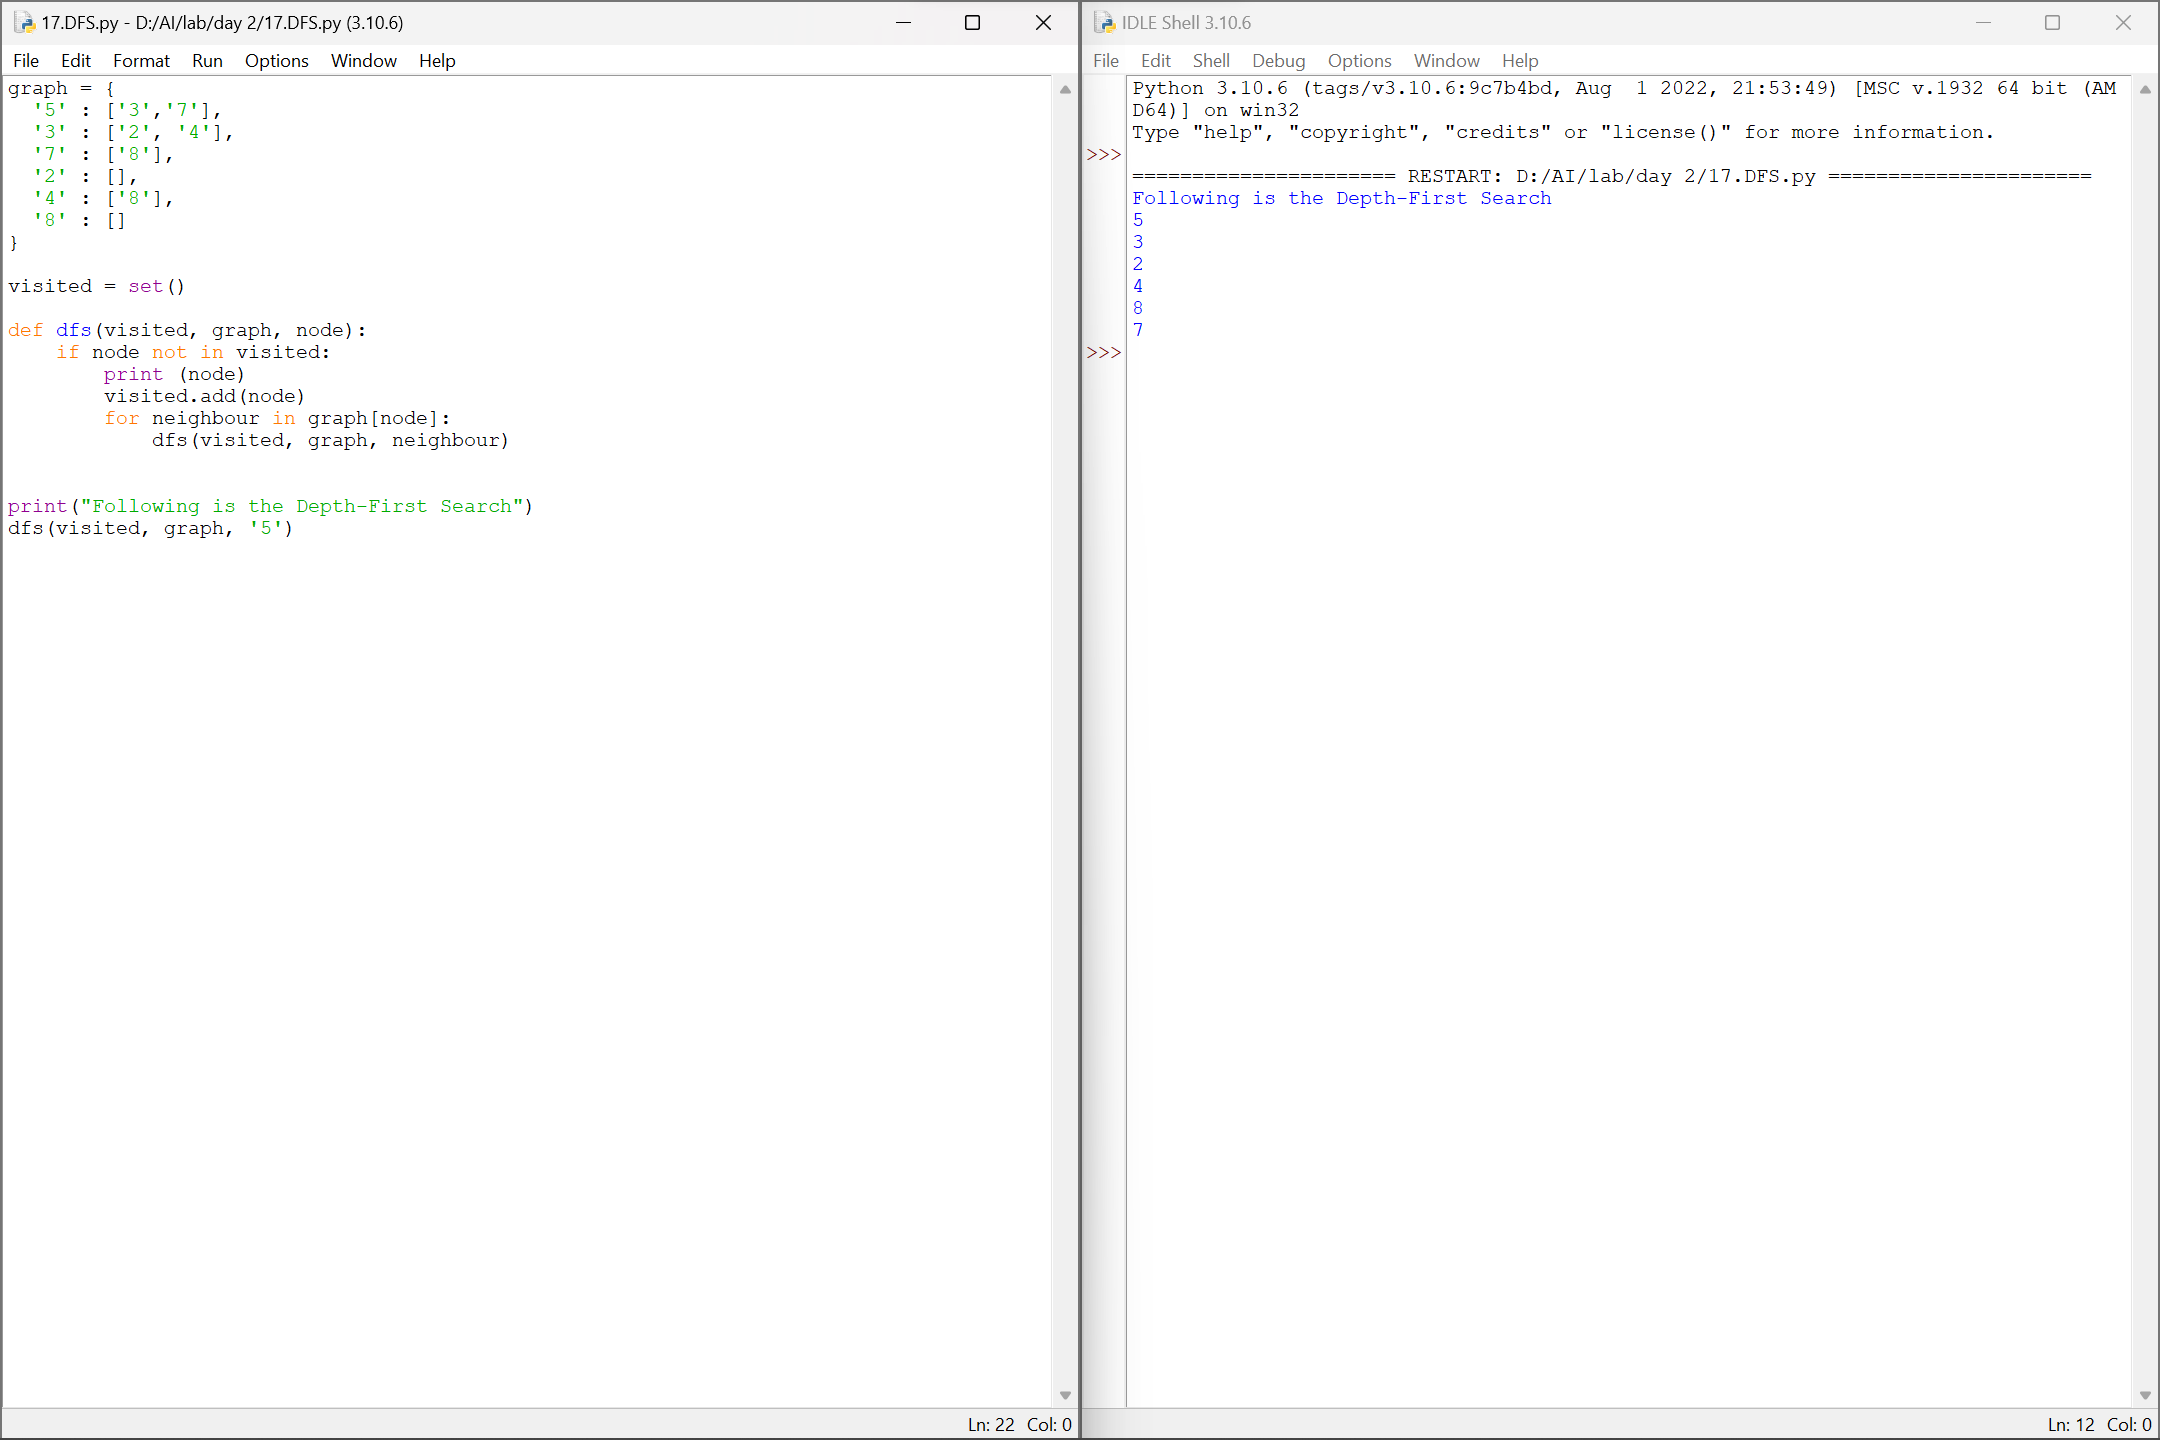 17.DFS.py - D:/AI/lab/day 2/17.DFS.py (3.10.6)
File Edit Format Run Options Window Help
graph = {
  '5' : ['3','7'],
  '3' : ['2', '4'],
  '7' : ['8'],
  '2' : [],
  '4' : ['8'],
  '8' : []
}
visited = set()
def dfs(visited, graph, node):
    if node not in visited:
        print (node)
        visited.add(node)
        for neighbour in graph[node]:
            dfs(visited, graph, neighbour)
print("Following is the Depth-First Search")
dfs(visited, graph, '5')
Ln: 22 Col: 0
IDLE Shell 3.10.6
File Edit Shell Debug Options Window Help
Python 3.10.6 (tags/v3.10.6:9c7b4bd, Aug  1 2022, 21:53:49) [MSC v.1932 64 bit (AM
D64)] on win32
Type "help", "copyright", "credits" or "license()" for more information.
>>>
====================== RESTART: D:/AI/lab/day 2/17.DFS.py ======================
Following is the Depth-First Search
5
3
2
4
8
7
>>>
Ln: 12 Col: 0